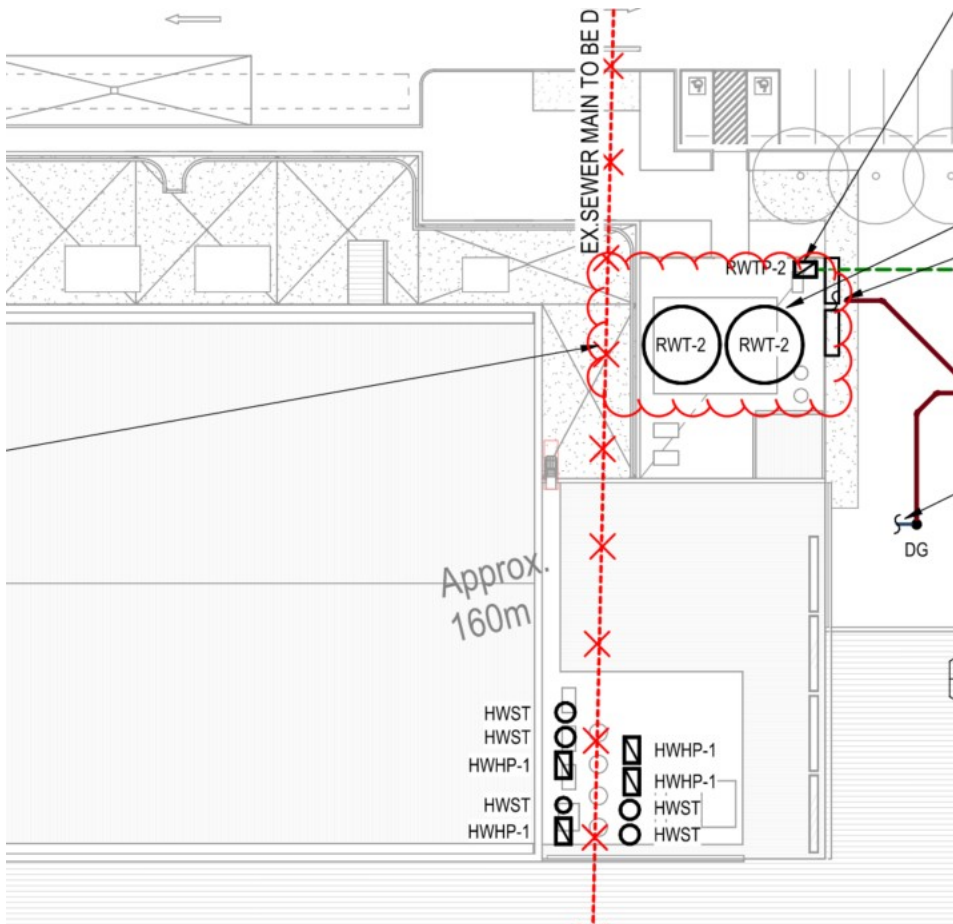 EX.SEWER MAIN TO BE D
RWTP-2
RWT-2
RWT-2
DG
Approx.
160m
HWST
HWST
HWHP-1
HWST
HWHP-1
HWHP-1
HWHP-1
HWST
HWST